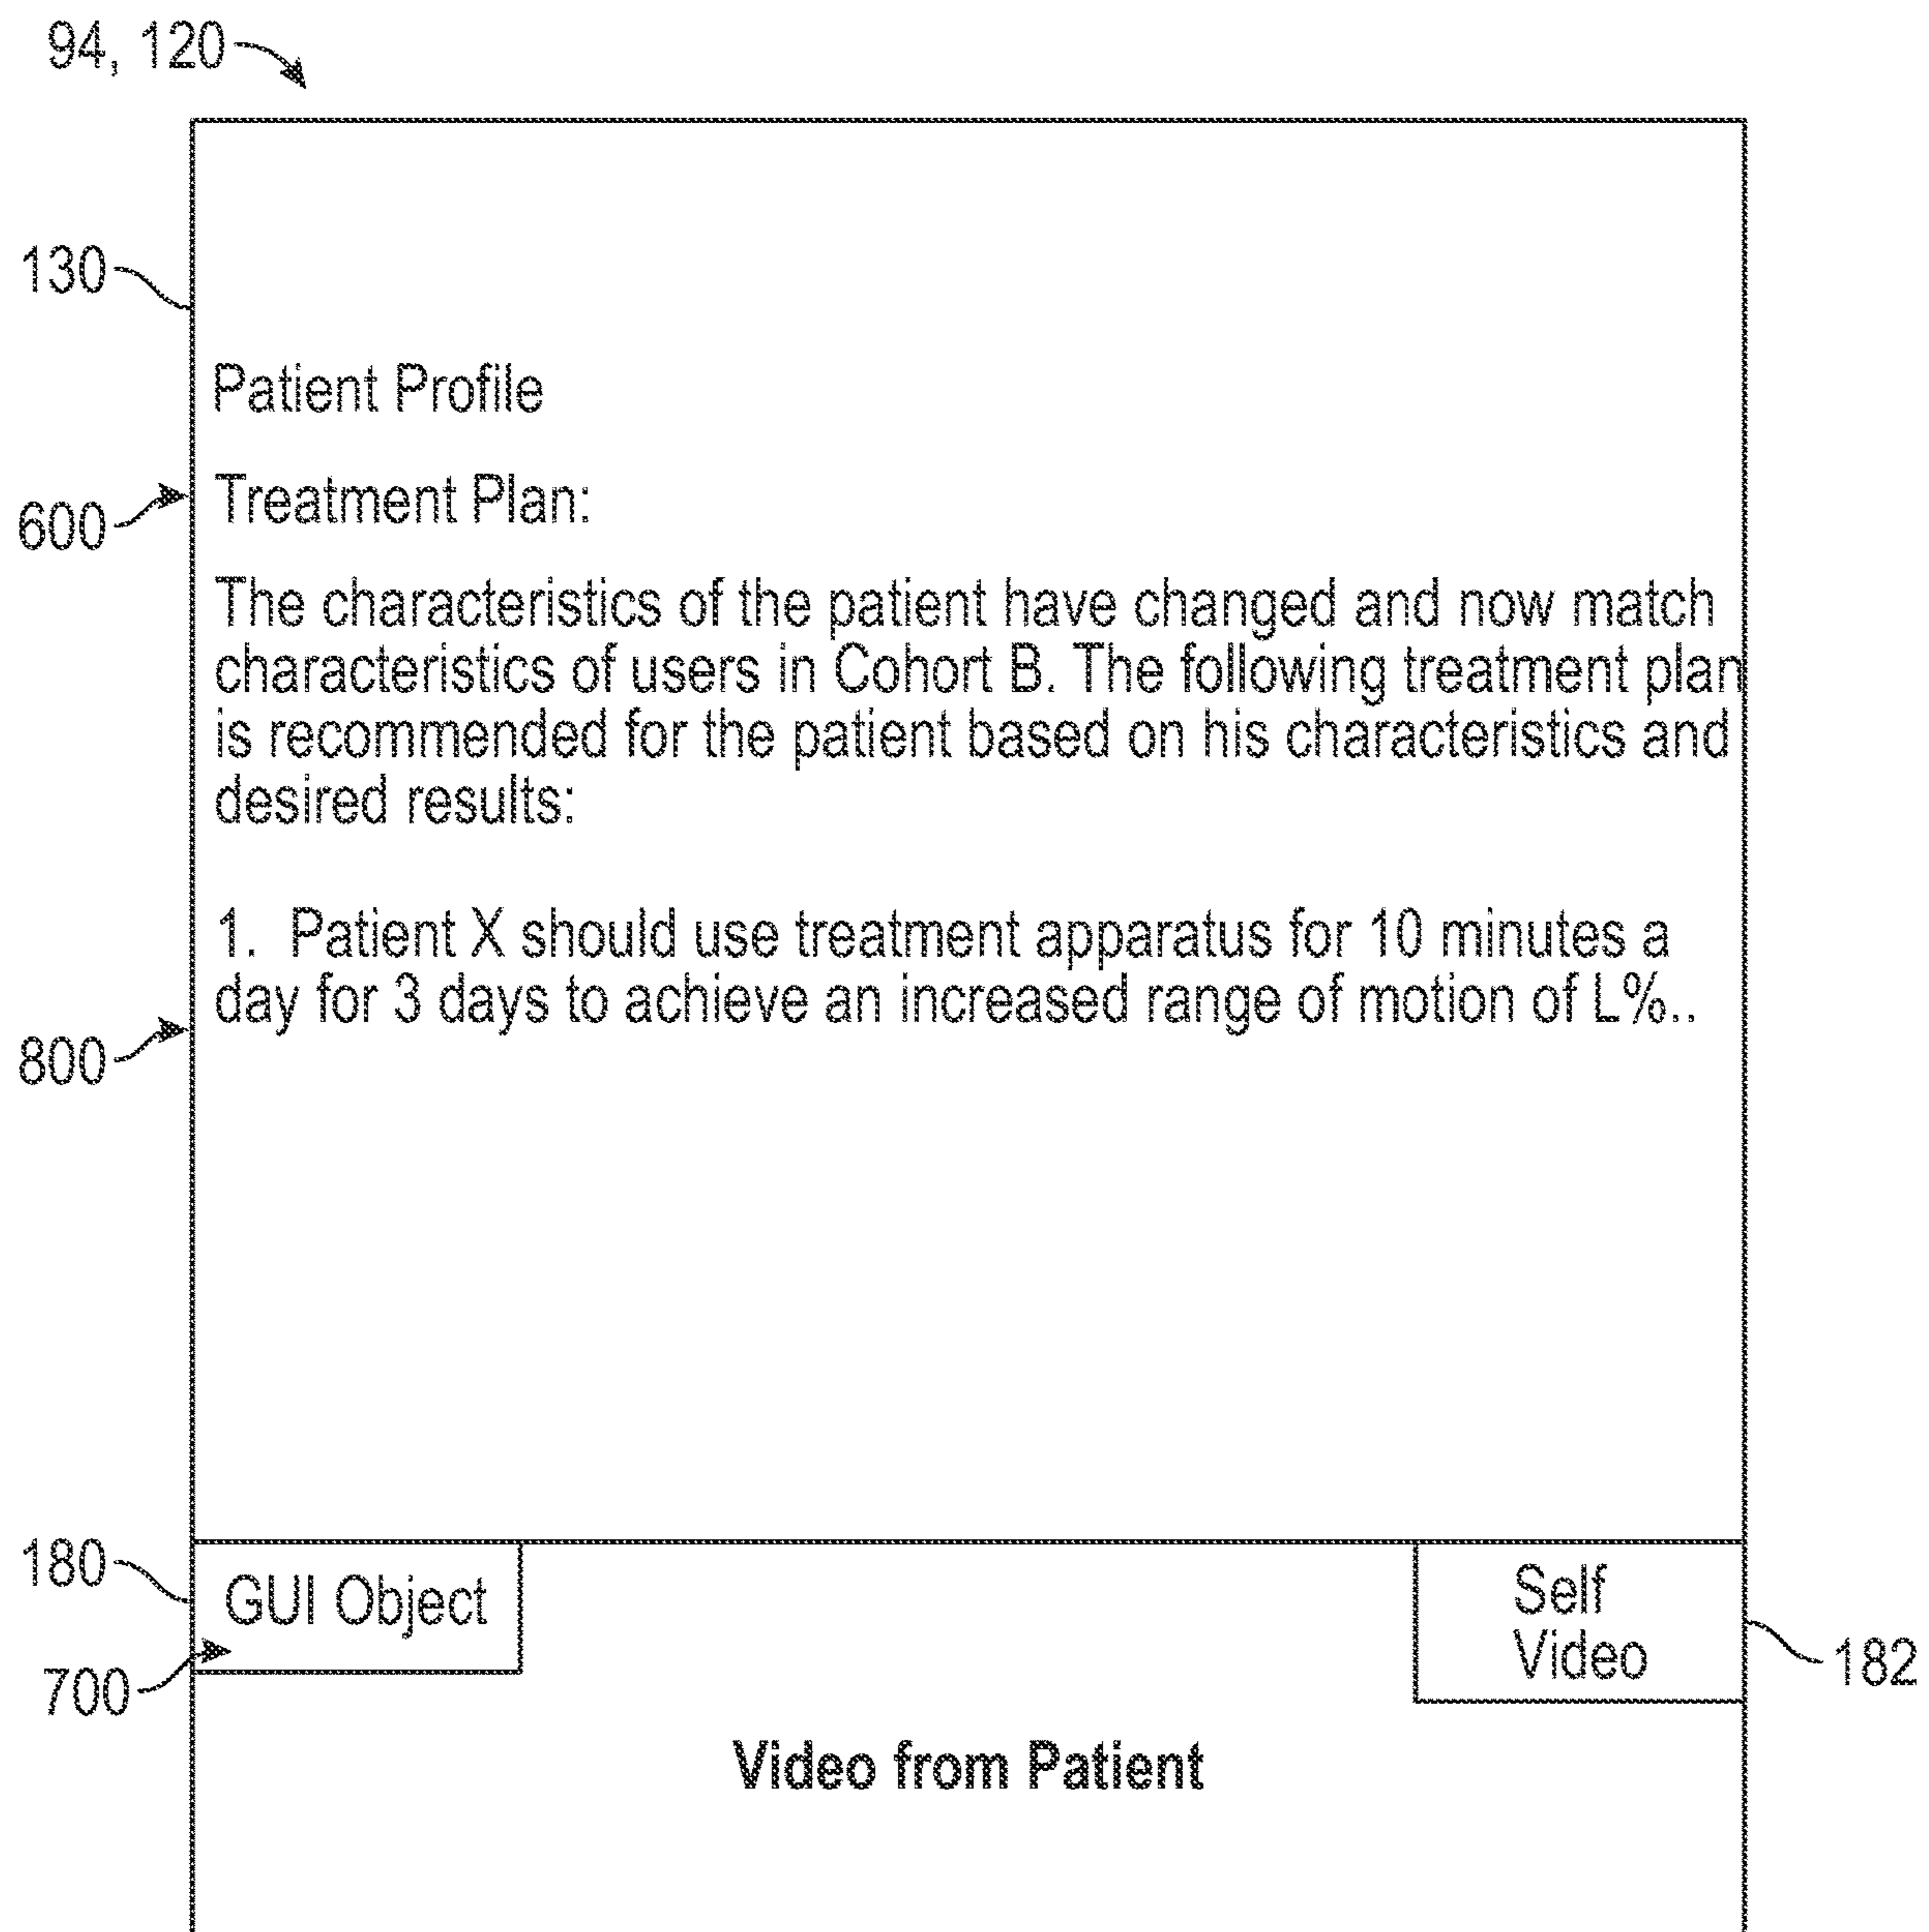 94, 120
130
Patient Profile
600
Treatment Plan:
The characteristics of the patient have changed and now match
characteristics of users in Cohort B. The following treatment plan
is recommended for the patient based on his characteristics and
desired results:
1. Patient X should use treatment apparatus for 10 minutes a
day for 3 days to achieve an increased range of motion of L%..
800
180
GUI Object
700
Self
Video
182
Video from Patient